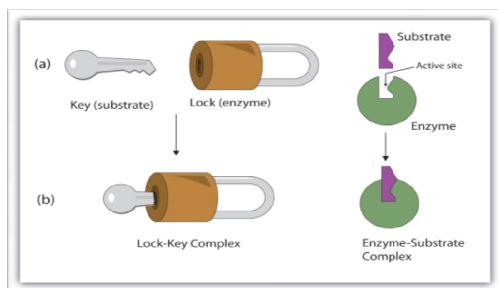 (a)
Key (substrate)
Lock (enzyme)
Substrate
Active site
Enzyme
(b)
Lock-Key Complex
Enzyme-Substrate
Complex